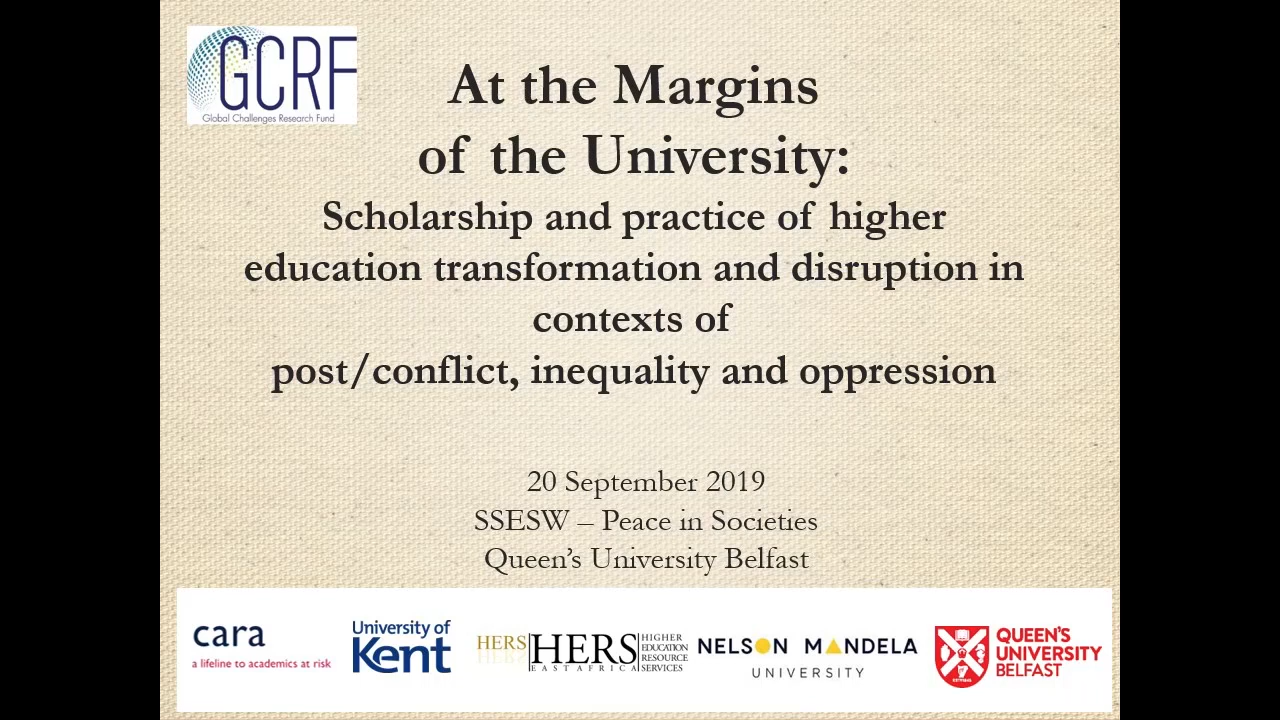 GCRF
Global Challenges Research Fund
At the Margins
of the University:
Scholarship and practice of higher
education transformation and disruption in
contexts of
post/conflict, inequality and oppression
20 September 2019
SSESW – Peace in Societies
Queen's University Belfast
cara
a lifeline to academics at risk
University of
Kent
HERS
HERS
EAST AFRICA
HIGHER
EDUCATION
RESOURCE
SERVICES
NELSON MANDELA
UNIVERSITY
QUEEN'S
UNIVERSITY
BELFAST